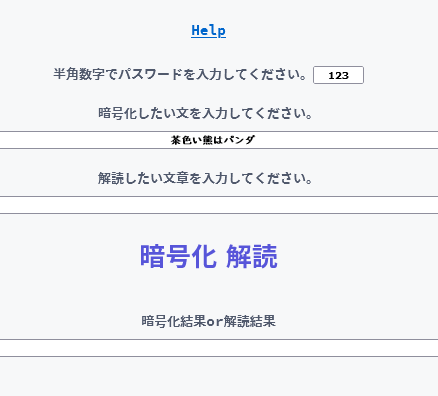 Help
半角数字でパスワードを入力してください。 123
暗号化したい文を入力してください。
茶色い熊はパンダ
解読したい文章を入力してください。
暗号化 解読
暗号化結果or解読結果